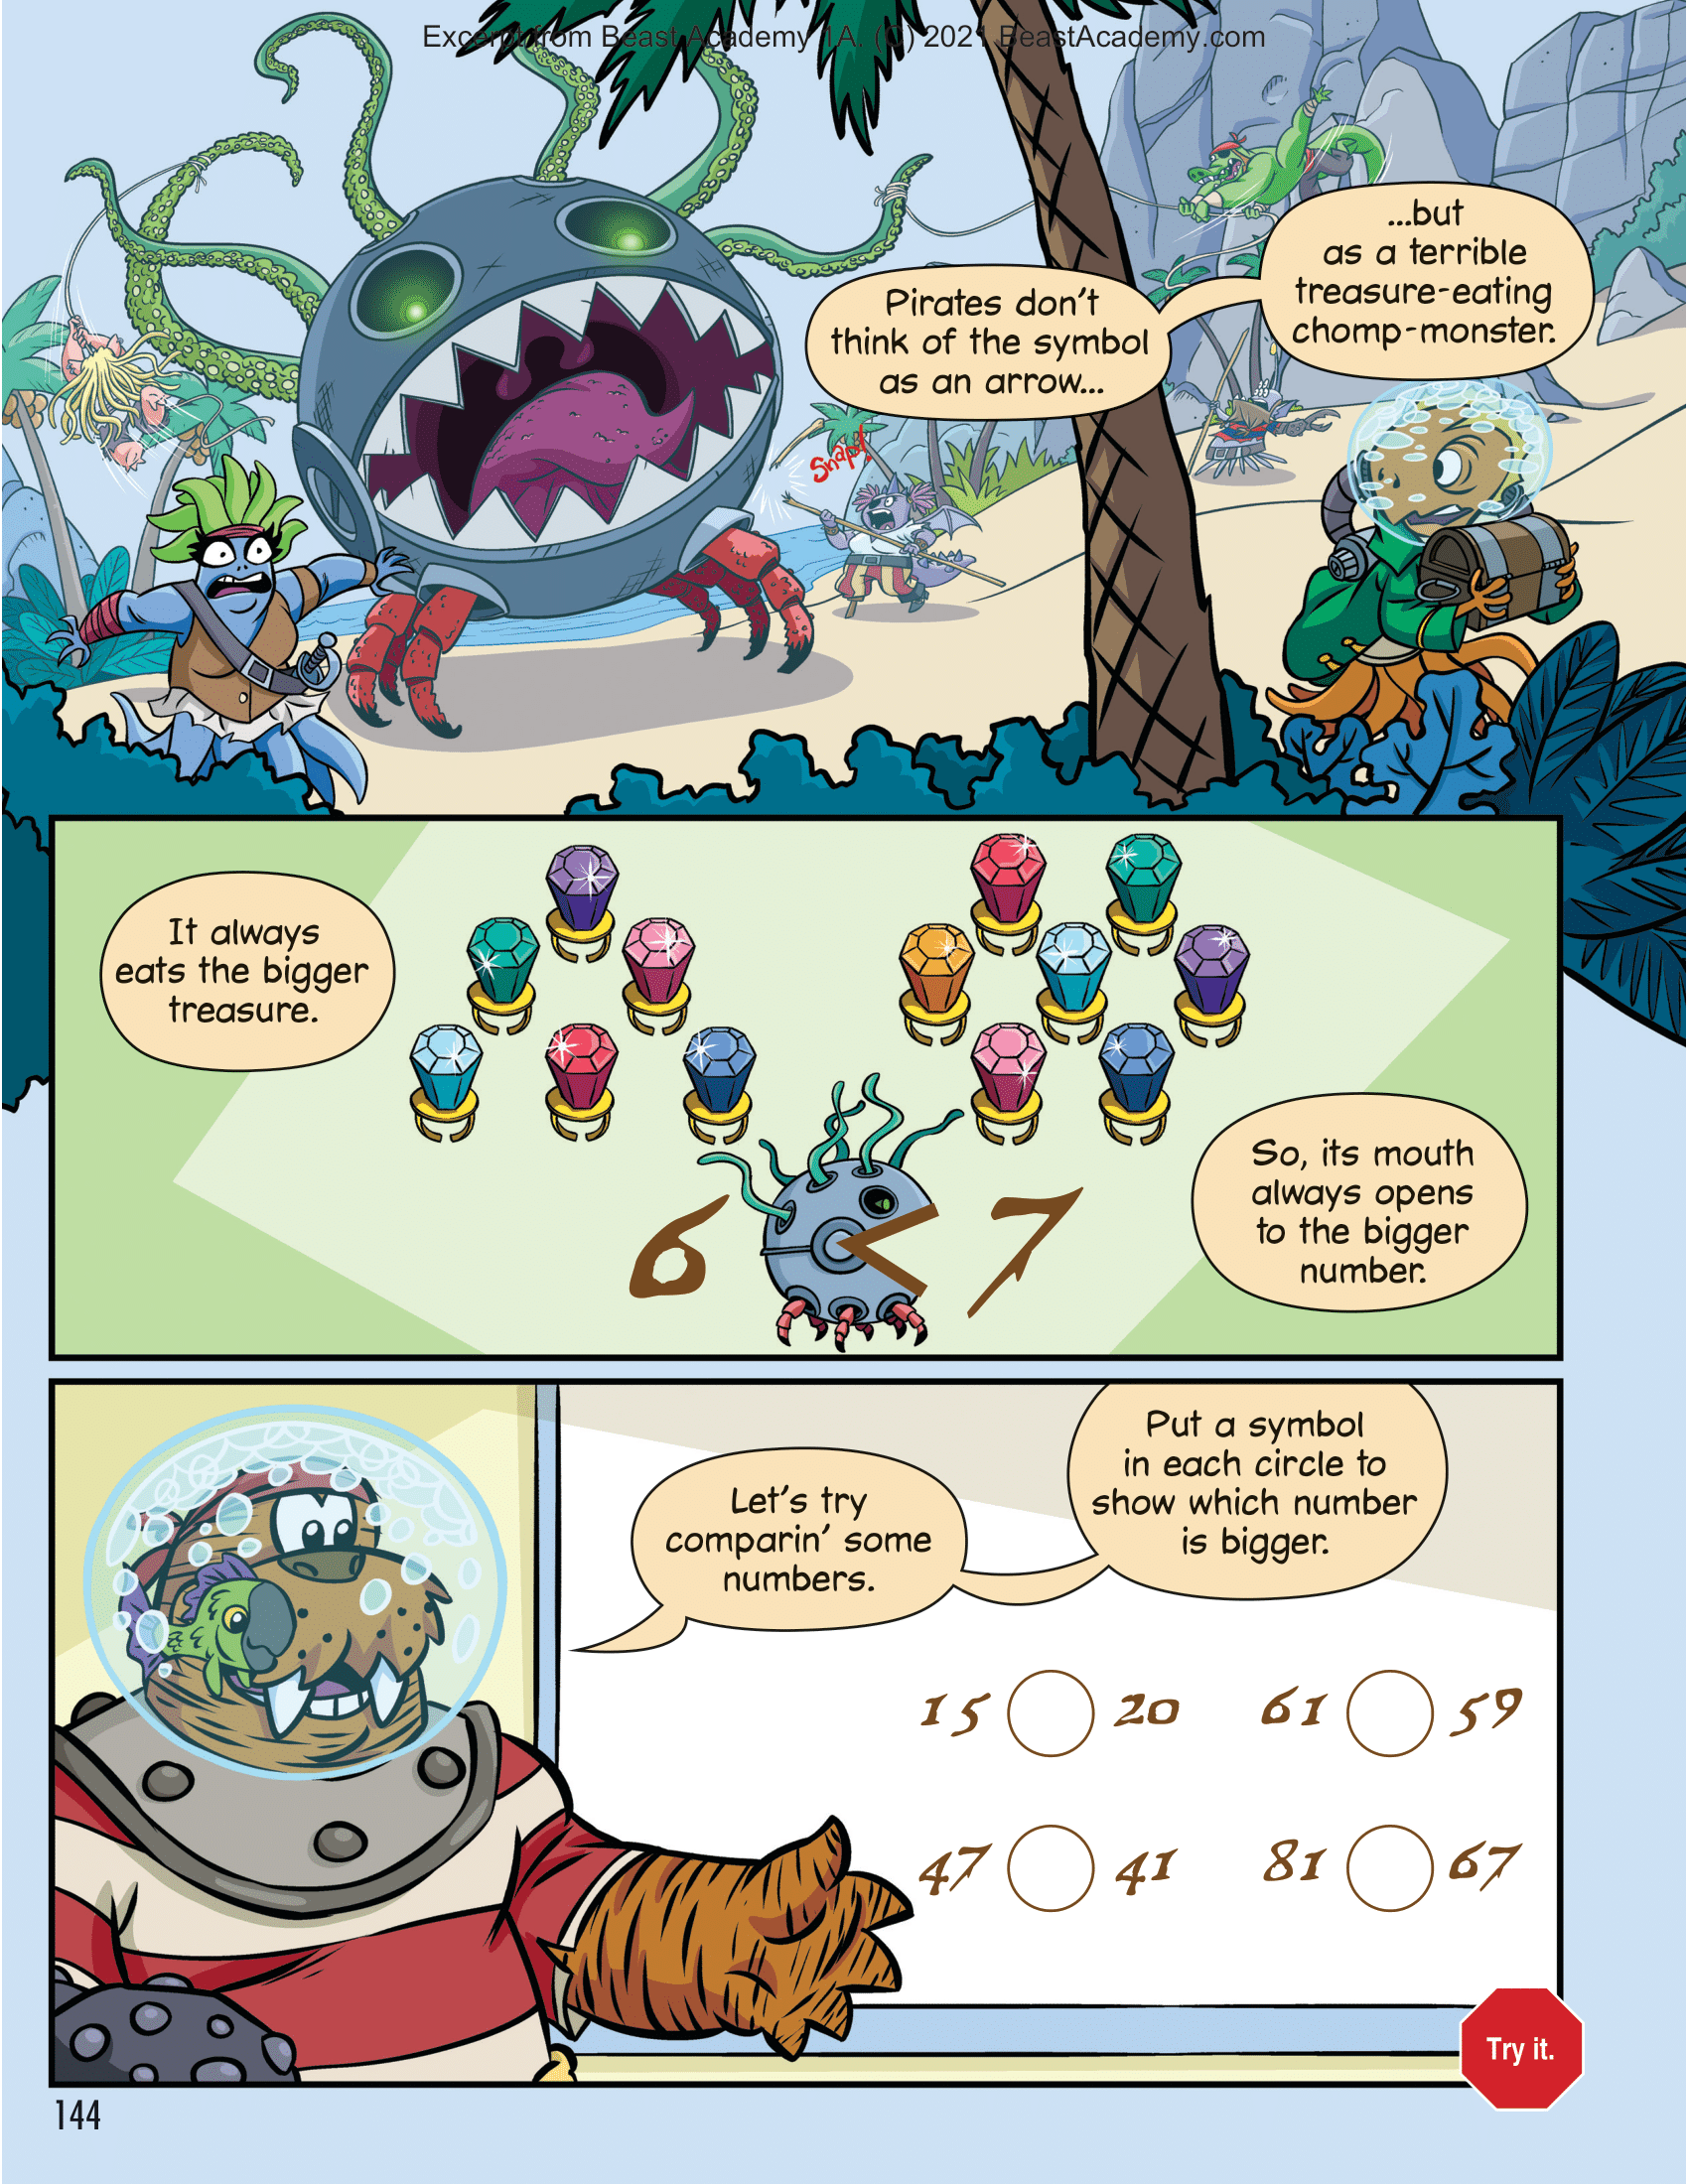 Excerpt from Beast Academy 1A. (C) 2021 BeastAcademy.com
Pirates don't
think of the symbol
as an arrow...
...but
as a terrible
treasure-eating
chomp-monster.
Snap!
It always
eats the bigger
treasure.
6 < 7
So, its mouth
always opens
to the bigger
number.
Let's try
comparin' some
numbers.
Put a symbol
in each circle to
show which number
is bigger.
15 20 61 59
47 41 81 67
Try it.
144